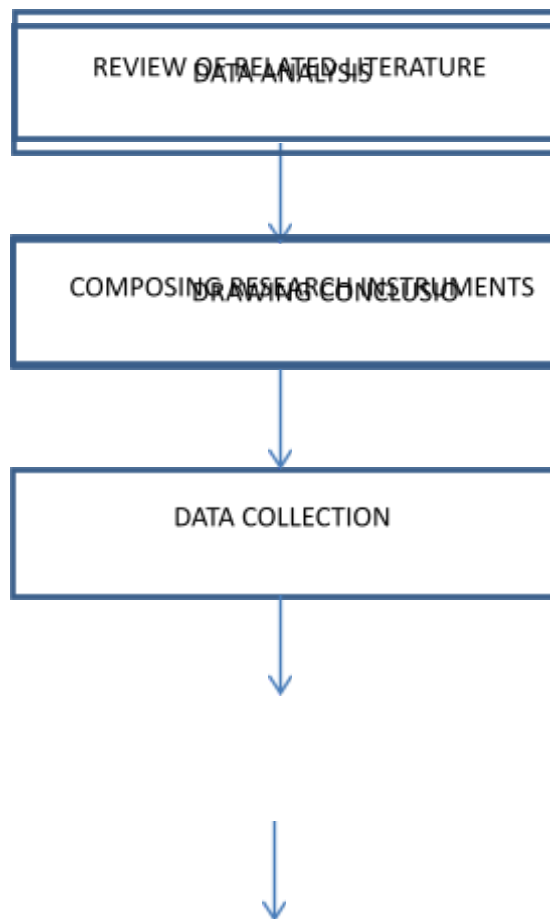 REVIEW OF RELATED LITERATURE
DATA ANALYSIS
COMPOSING RESEARCH INSTRUMENTS
DRAWING CONCLUSIO
DATA COLLECTION